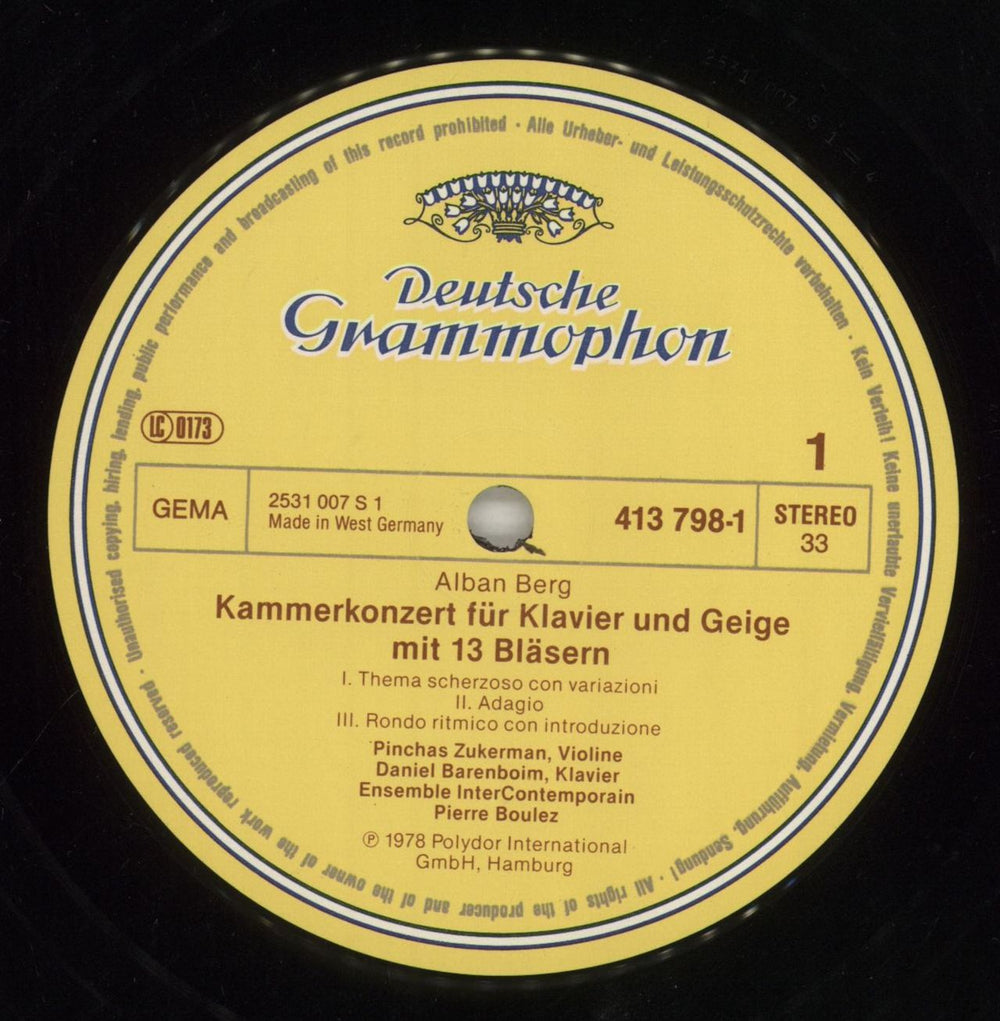 Deutsche
Grammophon
LC 0173
1
GEMA
2531 007 S 1
Made in West Germany
413 798-1
STEREO
33
Alban Berg
Kammerkonzert für Klavier und Geige
mit 13 Bläsern
I. Thema scherzoso con variazioni
II. Adagio
III. Rondo ritmico con introduzione
Pinchas Zukerman, Violine
Daniel Barenboim, Klavier
Ensemble InterContemporain
Pierre Boulez
℗ 1978 Polydor International
GmbH, Hamburg
Alle Urheber- und Leistungsschutzrechte vorbehalten · Kein Verleih! Keine unerlaubte Vervielfältigung, Vermietung, Aufführung, Sendung! · All rights of the producer and of the owner of the work reproduced reserved · Unauthorised copying, hiring, lending, public performance and broadcasting of this record prohibited ·
2571 007 S 1 =